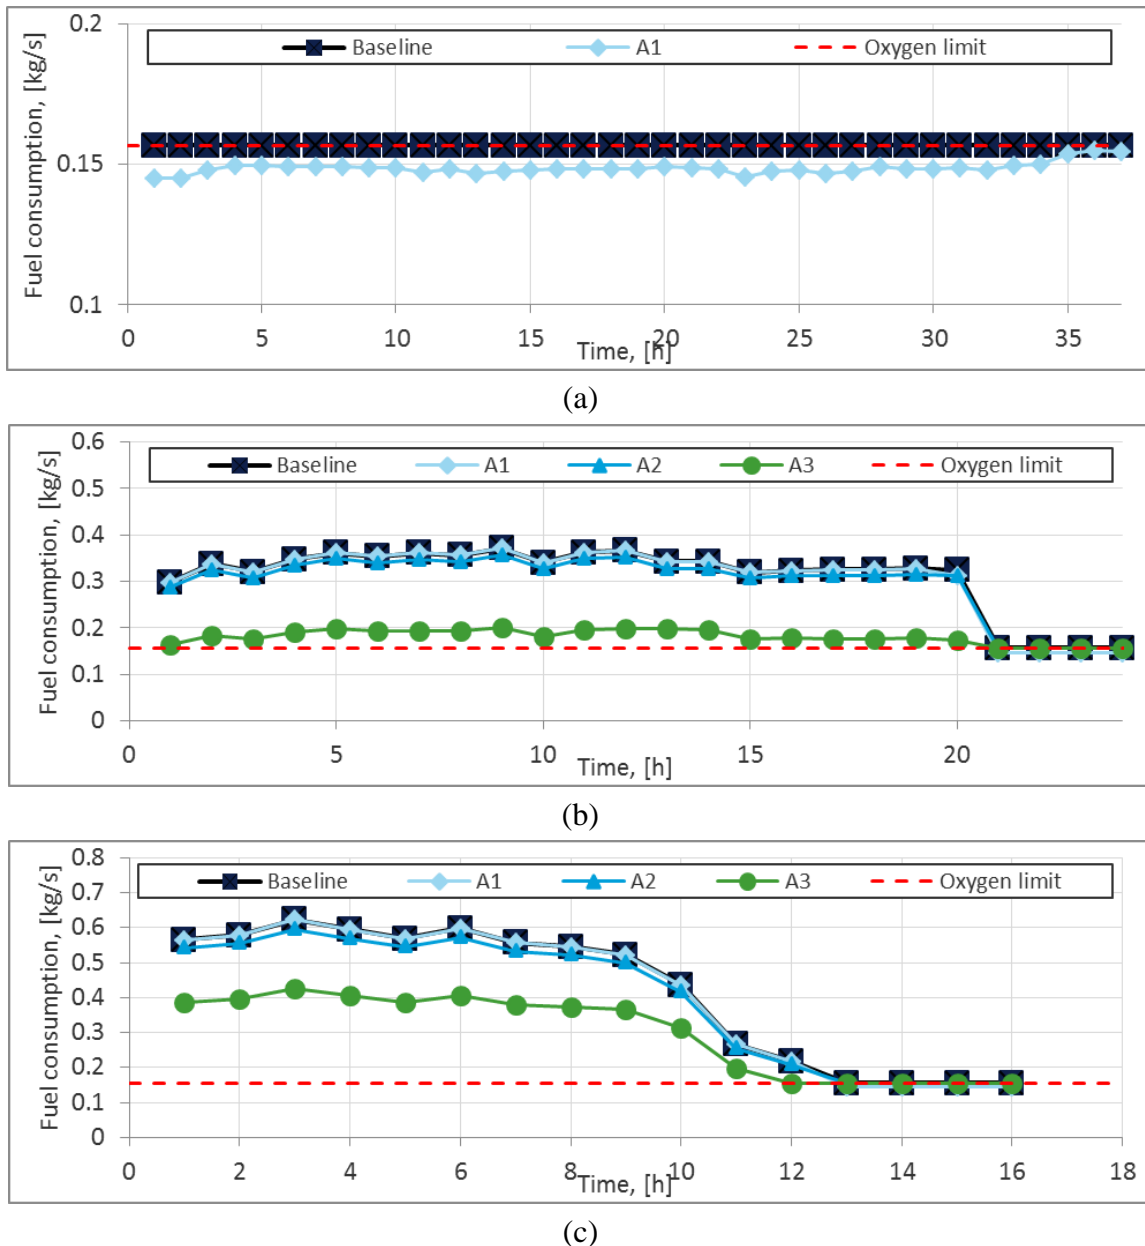 0.2
Baseline A1 Oxygen limit
0.15
0.1
Fuel consumption, [kg/s]
0 5 10 15 20 25 30 35
Time, [h]
(a)
0.6
Baseline A1 A2 A3 Oxygen limit
0.5
0.4
0.3
0.2
0.1
0
Fuel consumption, [kg/s]
0 5 10 15 20
Time, [h]
(b)
0.8
Baseline A1 A2 A3 Oxygen limit
0.7
0.6
0.5
0.4
0.3
0.2
0.1
0
Fuel consumption, [kg/s]
0 2 4 6 8 10 12 14 16 18
Time, [h]
(c)